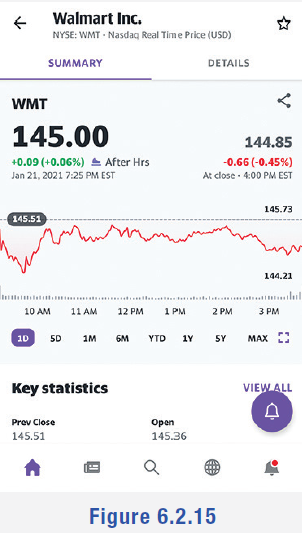 Walmart Inc.
NYSE: WMT · Nasdaq Real Time Price (USD)
SUMMARY DETAILS
WMT
145.00 144.85
+0.09 (+0.06%) After Hrs -0.66 (-0.45%)
Jan 21, 2021 7:25 PM EST At close · 4:00 PM EST
145.73
145.51
144.21
10 AM 11 AM 12 PM 1 PM 2 PM 3 PM
1D 5D 1M 6M YTD 1Y 5Y MAX
Key statistics VIEW ALL
Prev Close Open
145.51 145.36
Figure 6.2.15